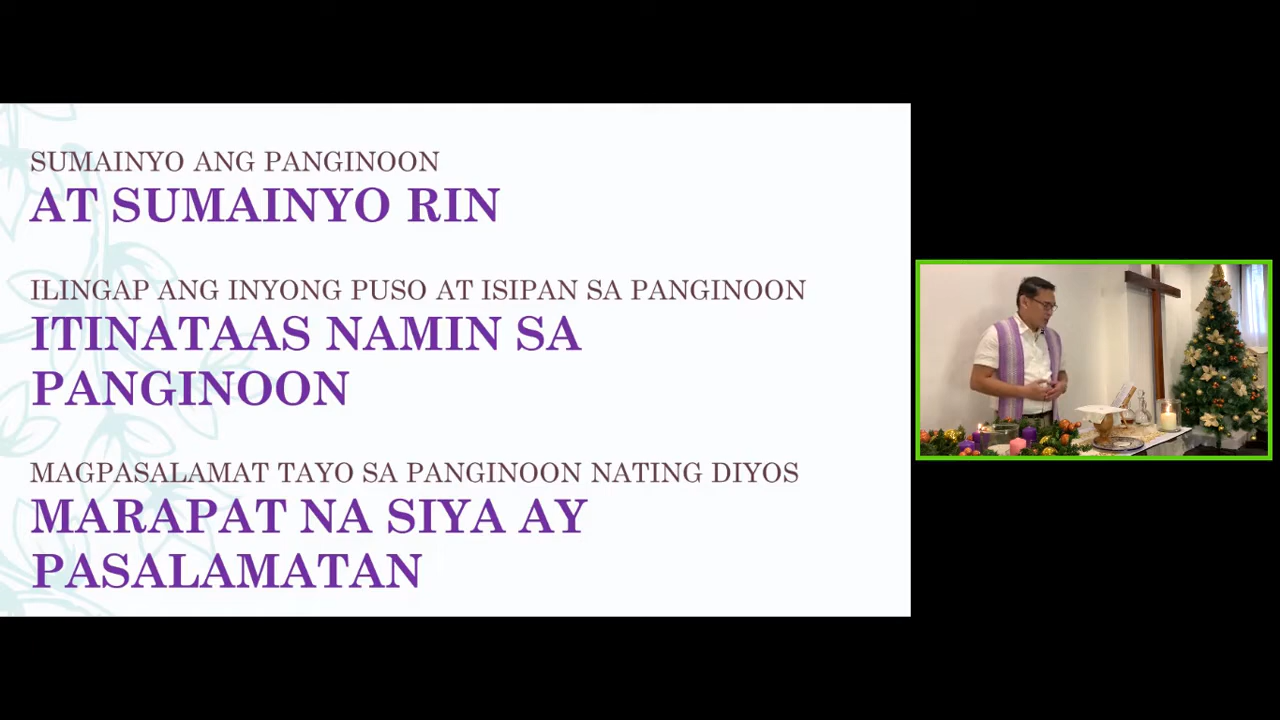 SUMAINYO ANG PANGINOON
AT SUMAINYO RIN
ILINGAP ANG INYONG PUSO AT ISIPAN SA PANGINOON
ITINATAAS NAMIN SA
PANGINOON
MAGPASALAMAT TAYO SA PANGINOON NATING DIYOS
MARAPAT NA SIYA AY
PASALAMATAN